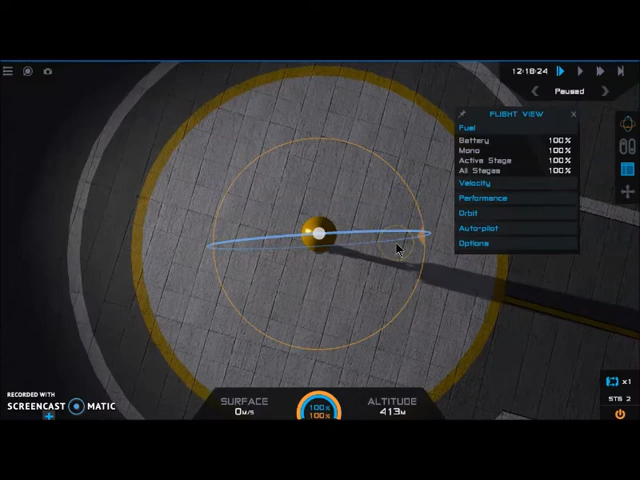 12:18:24
Paused
FLIGHT VIEW
Fuel
Battery 100%
Mono 100%
Active Stage 100%
All Stages 100%
Velocity
Performance
Orbit
Auto-pilot
Options
x1
STG 2
RECORDED WITH
SCREENCAST MATIC
SURFACE
0M/S
100%
100%
ALTITUDE
413M